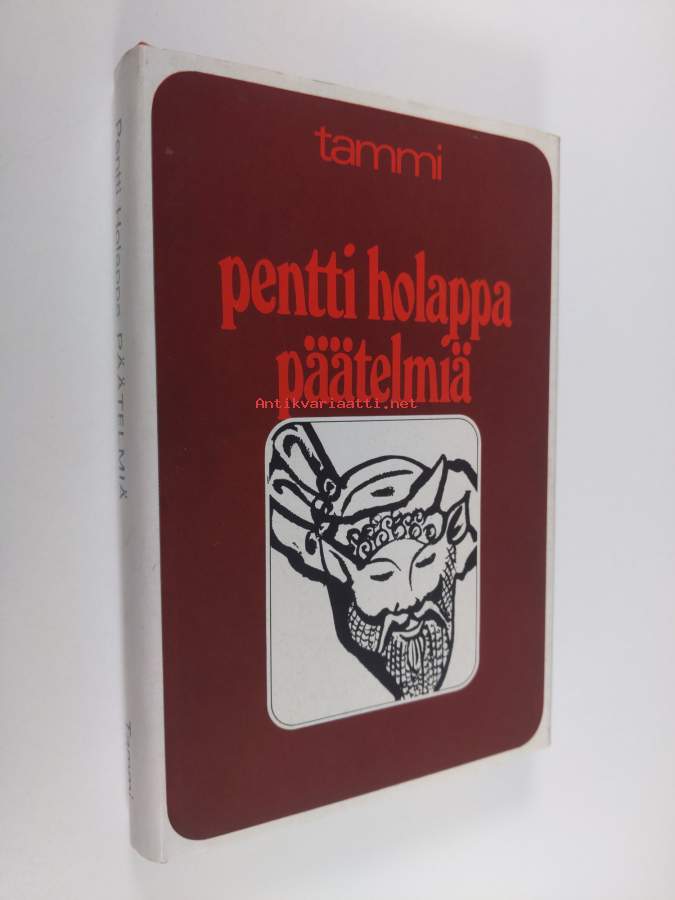 tammi
pentti holappa
päätelmiä
Antikvariaatti.net
Pentti Holappa PÄÄTELMIÄ
Tammi